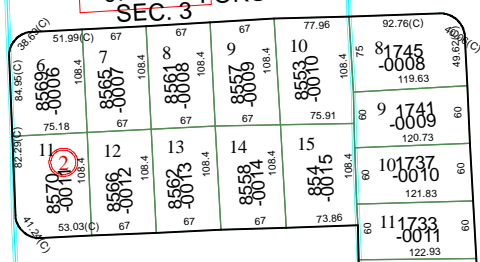 SEC. 3
38.63(C)
51.99(C) 67 67 67 77.96 92.76(C)
84.95(C) 6 8569 -0006 108.4
7 8565 -0007 108.4
8 8561 -0008 108.4
9 8557 -0009 108.4
10 8553 -0010 108.4
75 8 1745
-0008 49.62(C)
119.63
75.18 67 67 67 75.91
60 9 1741 60
-0009
120.73
82.29(C) 11 8570 -0011 108.4
2
12 8566 -0012 108.4
13 8562 -0013 108.4
14 8558 -0014 108.4
15 -0015
60 10 1737 60
-0010
121.83
41.24(C)
53.03(C) 67 67 67 73.86
60 11 1733 60
-0011
122.93